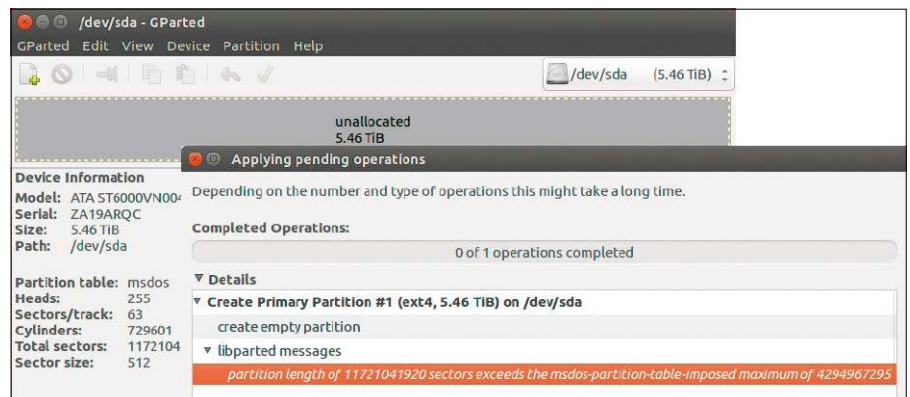 /dev/sda - GParted
GParted Edit View Device Partition Help
/dev/sda (5.46 TiB)
unallocated
5.46 TiB
Applying pending operations
Device Information
Model: ATA ST6000VN004
Serial: ZA19ARQC
Size: 5.46 TiB
Path: /dev/sda
Partition table: msdos
Heads: 255
Sectors/track: 63
Cylinders: 729601
Total sectors: 1172104
Sector size: 512
Depending on the number and type of operations this might take a long time.
Completed Operations:
0 of 1 operations completed
Details
Create Primary Partition #1 (ext4, 5.46 TiB) on /dev/sda
create empty partition
libparted messages
partition length of 11721041920 sectors exceeds the msdos-partition-table-imposed maximum of 4294967295